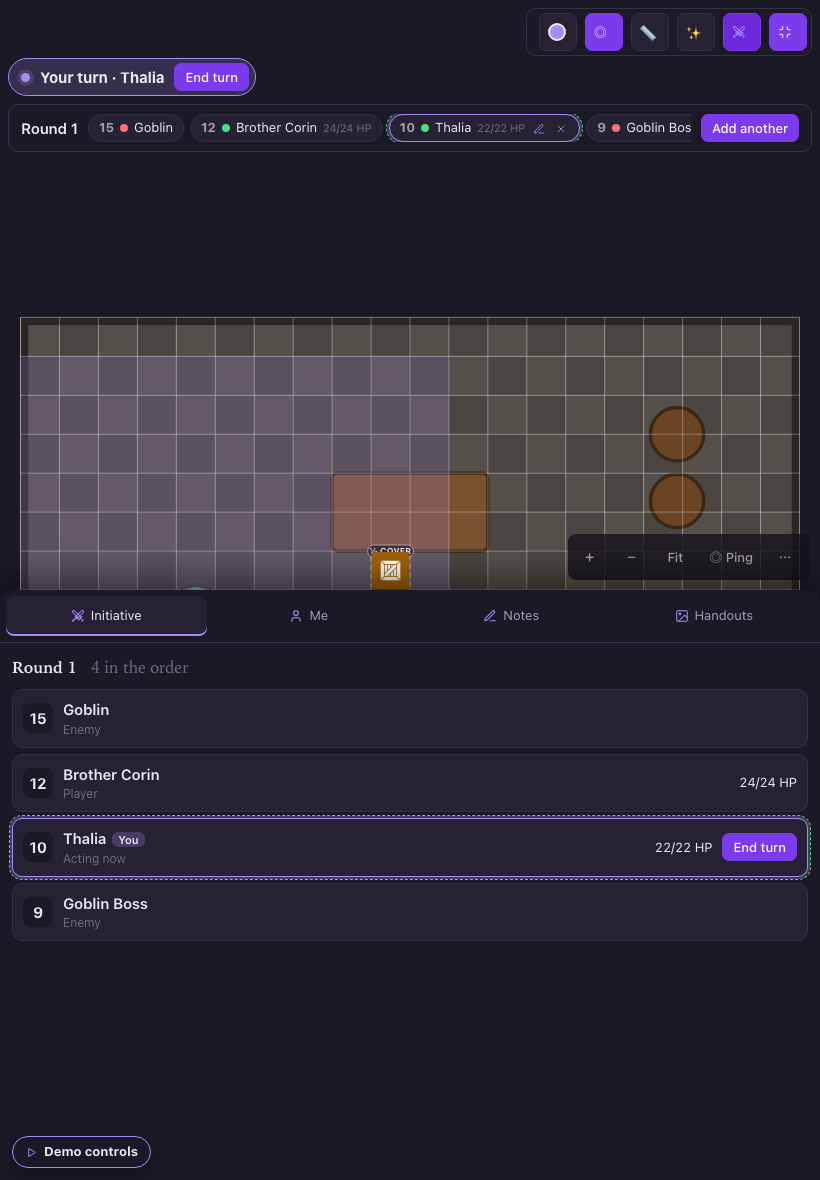 Your turn · Thalia End turn
Round 1 15 Goblin 12 Brother Corin 24/24 HP 10 Thalia 22/22 HP 9 Goblin Bos Add another
½ COVER
+ − Fit Ping ···
Initiative Me Notes Handouts
Round 1 4 in the order
15 Goblin
Enemy
12 Brother Corin 24/24 HP
Player
10 Thalia You 22/22 HP End turn
Acting now
9 Goblin Boss
Enemy
Demo controls